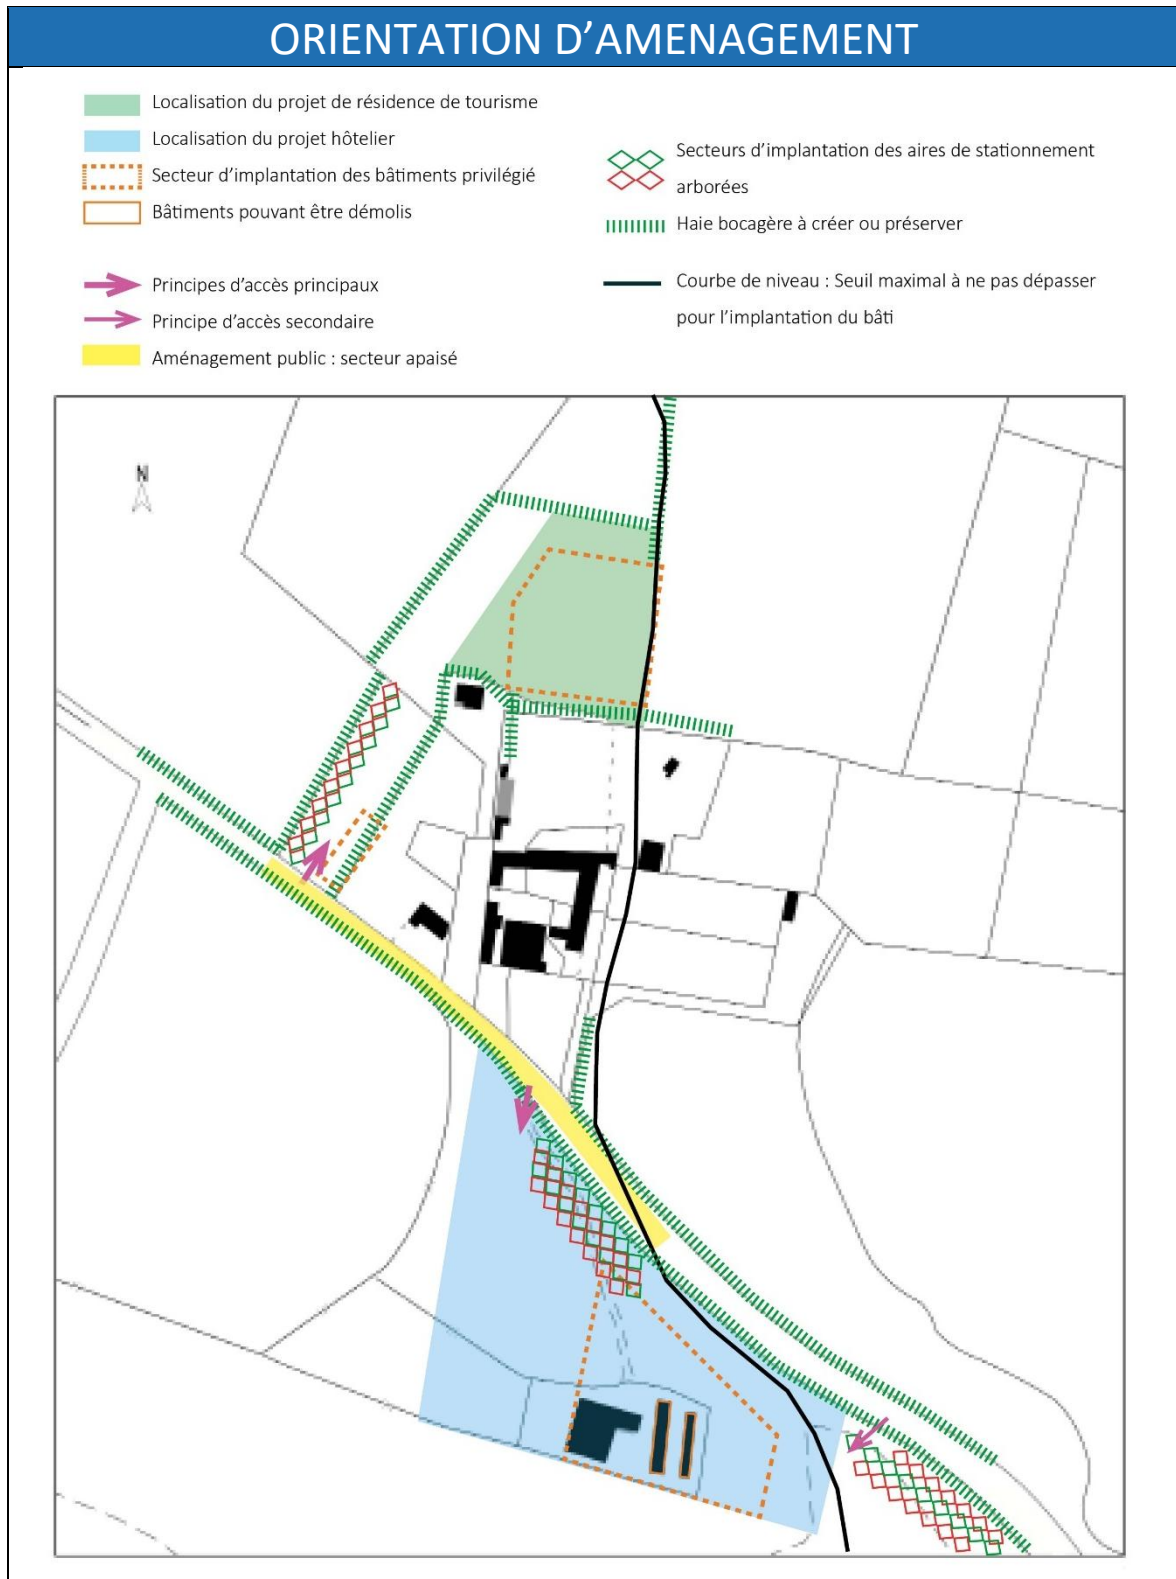 ORIENTATION D’AMENAGEMENT
Localisation du projet de résidence de tourisme
Localisation du projet hôtelier
Secteur d’implantation des bâtiments privilégié
Bâtiments pouvant être démolis
Principes d’accès principaux
Principe d’accès secondaire
Aménagement public : secteur apaisé
Secteurs d’implantation des aires de stationnement
arborées
Haie bocagère à créer ou préserver
Courbe de niveau : Seuil maximal à ne pas dépasser
pour l’implantation du bâti
N